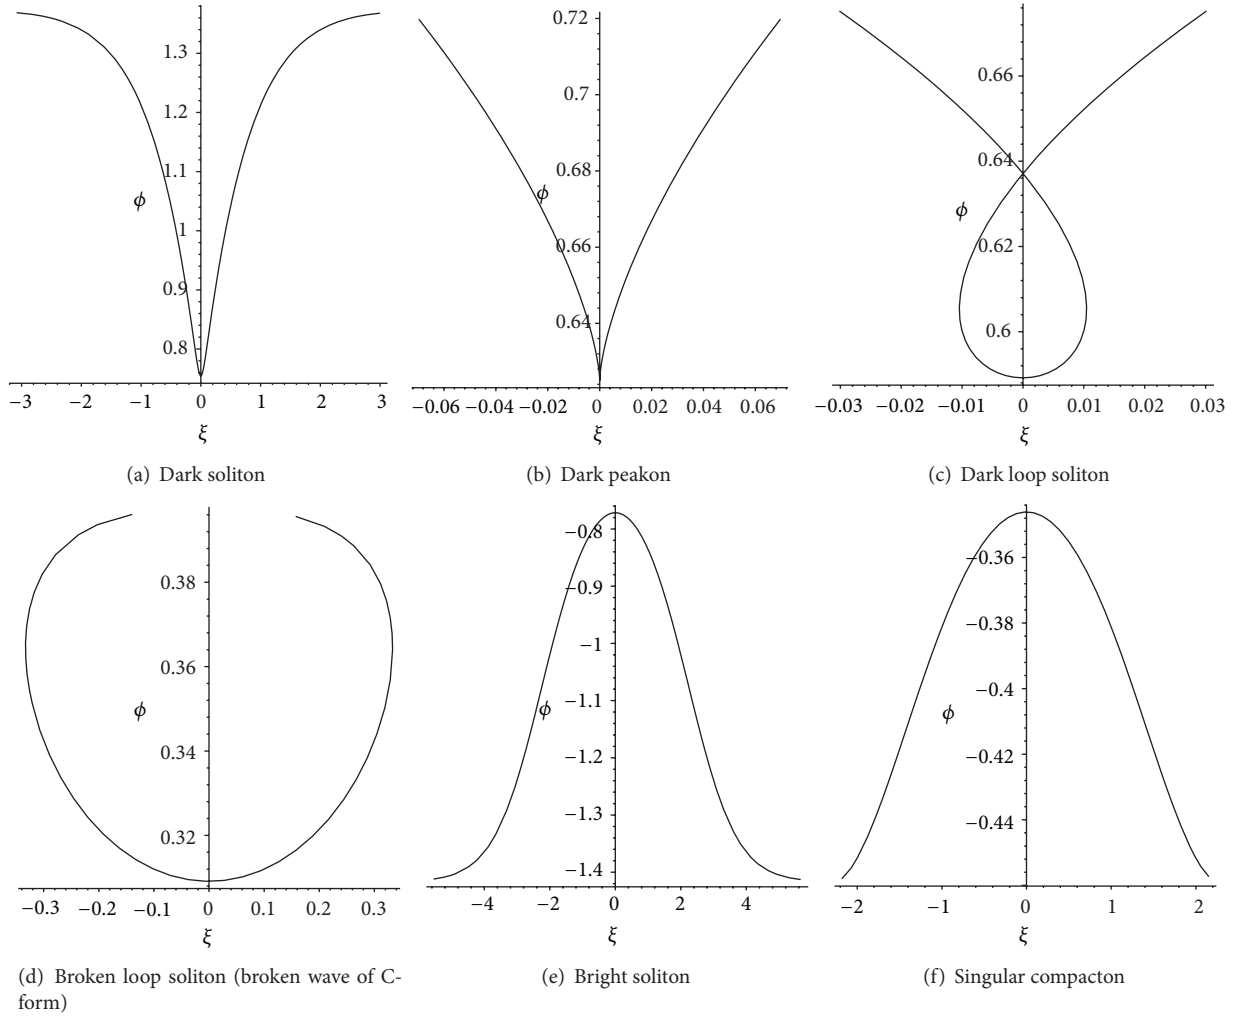 1.3
1.2
1.1
ϕ
1
0.9
0.8
−3 −2 −1 0 1 2 3
ξ
(a) Dark soliton
0.72
0.7
0.68
ϕ
0.66
0.64
−0.06 −0.04 −0.02 0 0.02 0.04 0.06
ξ
(b) Dark peakon
0.66
0.64
ϕ
0.62
0.6
−0.03 −0.02 −0.01 0 0.01 0.02 0.03
ξ
(c) Dark loop soliton
0.38
0.36
ϕ
0.34
0.32
−0.3 −0.2 −0.1 0 0.1 0.2 0.3
ξ
(d) Broken loop soliton (broken wave of C-
form)
−0.8
−0.9
−1
ϕ −1.1
−1.2
−1.3
−1.4
−4 −2 0 2 4
ξ
(e) Bright soliton
−0.36
−0.38
−0.4
ϕ
−0.42
−0.44
−2 −1 0 1 2
ξ
(f) Singular compacton